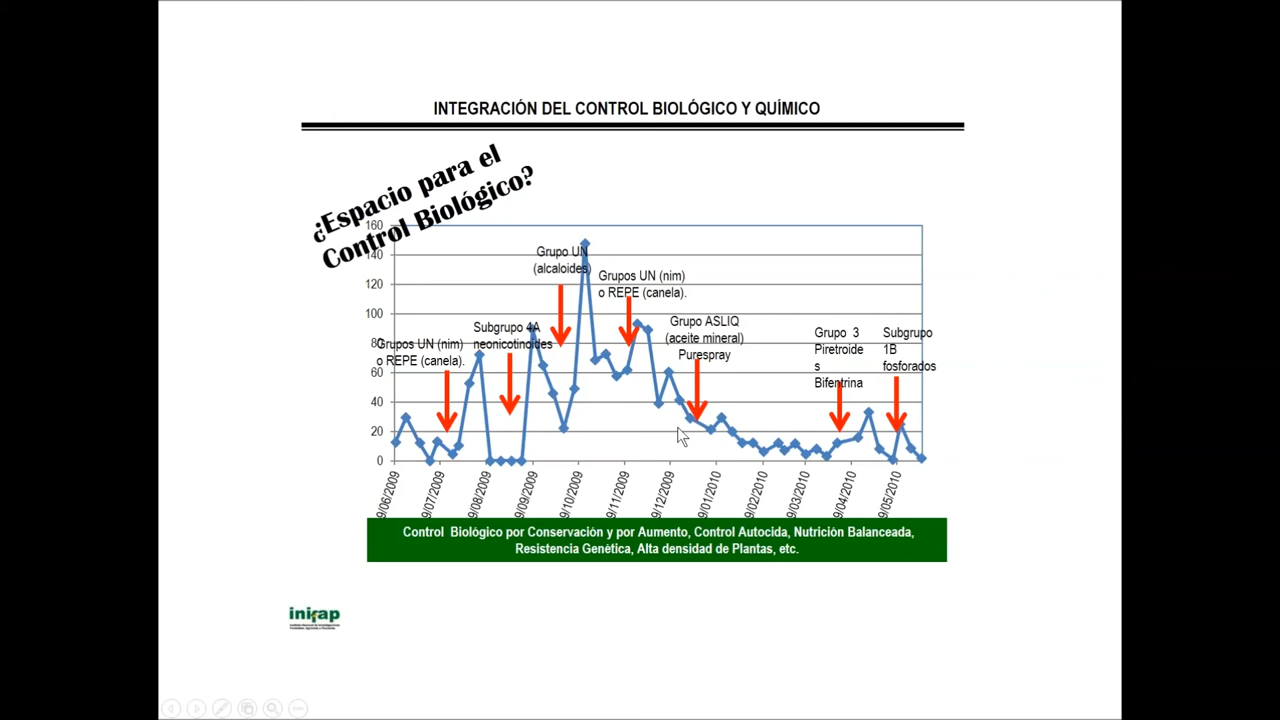 INTEGRACIÓN DEL CONTROL BIOLÓGICO Y QUÍMICO
¿Espacio para el
Control Biológico?
160
140
120
100
80
60
40
20
0
Grupos UN (nim)
o REPE (canela).
Subgrupo 4A
neonicotinoides
Grupo UN
(alcaloides)
Grupos UN (nim)
o REPE (canela).
Grupo ASLIQ
(aceite mineral)
Purespray
Grupo 3
Piretroide
s
Bifentrina
Subgrupo
1B
fosforados
9/06/2009
9/07/2009
9/08/2009
9/09/2009
9/10/2009
9/11/2009
9/12/2009
9/01/2010
9/02/2010
9/03/2010
9/04/2010
9/05/2010
Control Biológico por Conservación y por Aumento, Control Autocida, Nutrición Balanceada,
Resistencia Genética, Alta densidad de Plantas, etc.
inifap